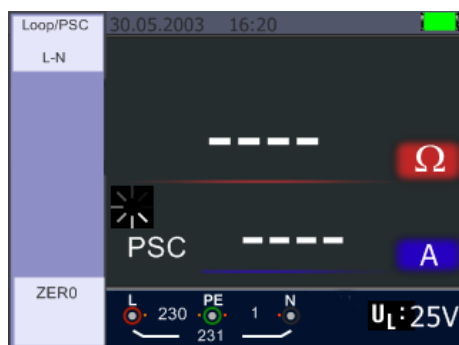 Loop/PSC 30.05.2003 16:20
L-N
---- Ω
PSC ---- A
ZER0
L PE N
230 1
231
UL:25V